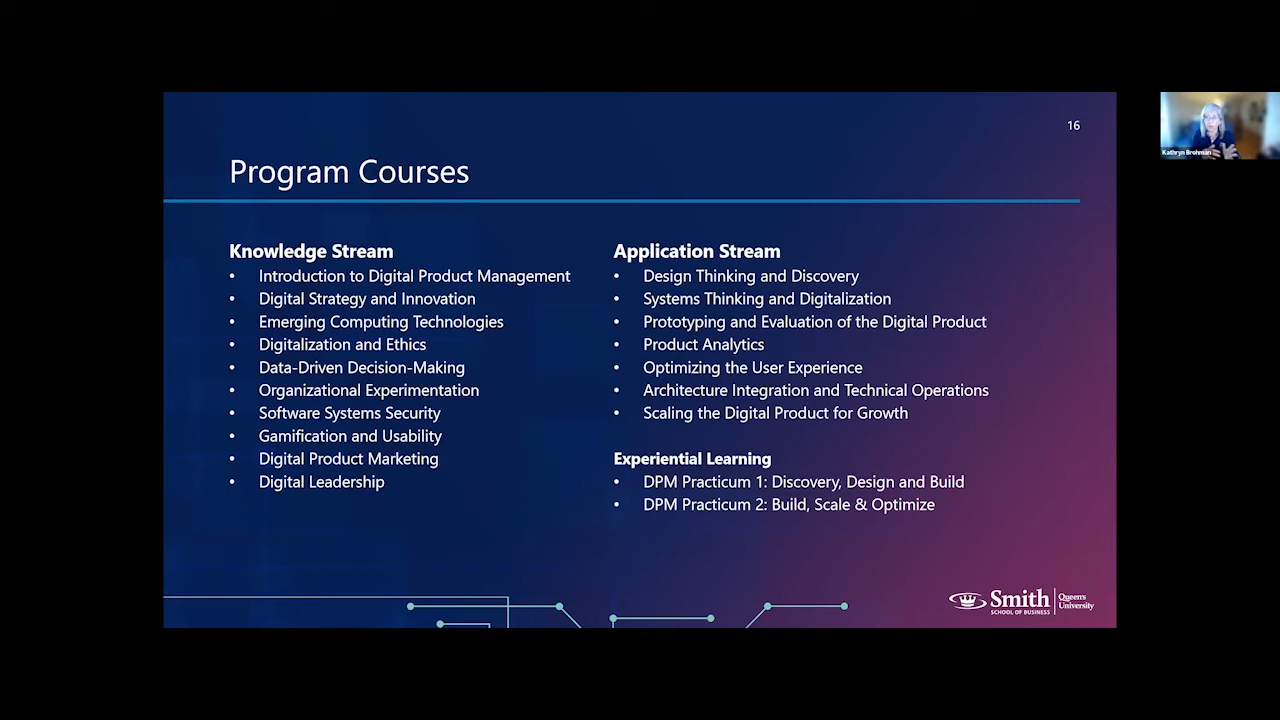 16
Kathryn Brohman
Program Courses
Knowledge Stream
• Introduction to Digital Product Management
• Digital Strategy and Innovation
• Emerging Computing Technologies
• Digitalization and Ethics
• Data-Driven Decision-Making
• Organizational Experimentation
• Software Systems Security
• Gamification and Usability
• Digital Product Marketing
• Digital Leadership
Application Stream
• Design Thinking and Discovery
• Systems Thinking and Digitalization
• Prototyping and Evaluation of the Digital Product
• Product Analytics
• Optimizing the User Experience
• Architecture Integration and Technical Operations
• Scaling the Digital Product for Growth
Experiential Learning
• DPM Practicum 1: Discovery, Design and Build
• DPM Practicum 2: Build, Scale & Optimize
Smith
SCHOOL OF BUSINESS
Queen's
University